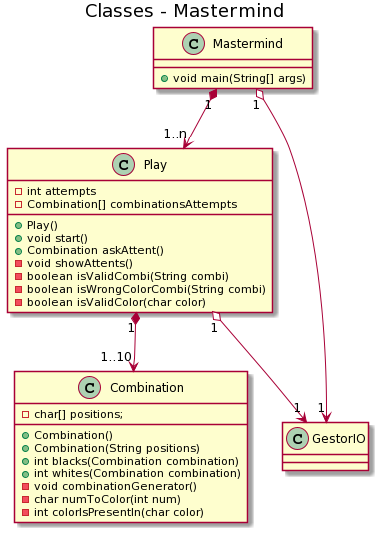 Classes - Mastermind
C Mastermind
void main(String[] args)
1
1
1..n
C Play
int attempts
Combination[] combinationsAttempts
Play()
void start()
Combination askAttent()
void showAttents()
boolean isValidCombi(String combi)
boolean isWrongColorCombi(String combi)
boolean isValidColor(char color)
1
1
1..10
1
1
C Combination
char[] positions;
Combination()
Combination(String positions)
int blacks(Combination combination)
int whites(Combination combination)
void combinationGenerator()
char numToColor(int num)
int colorIsPresentIn(char color)
C GestorIO